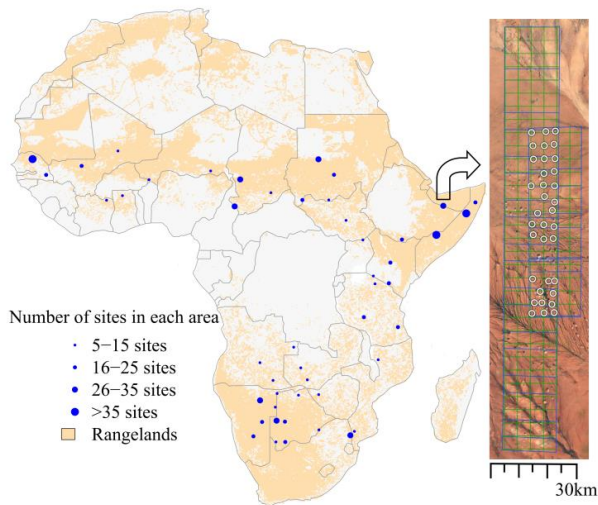 Number of sites in each area
5−15 sites
16−25 sites
26−35 sites
>35 sites
Rangelands
30km